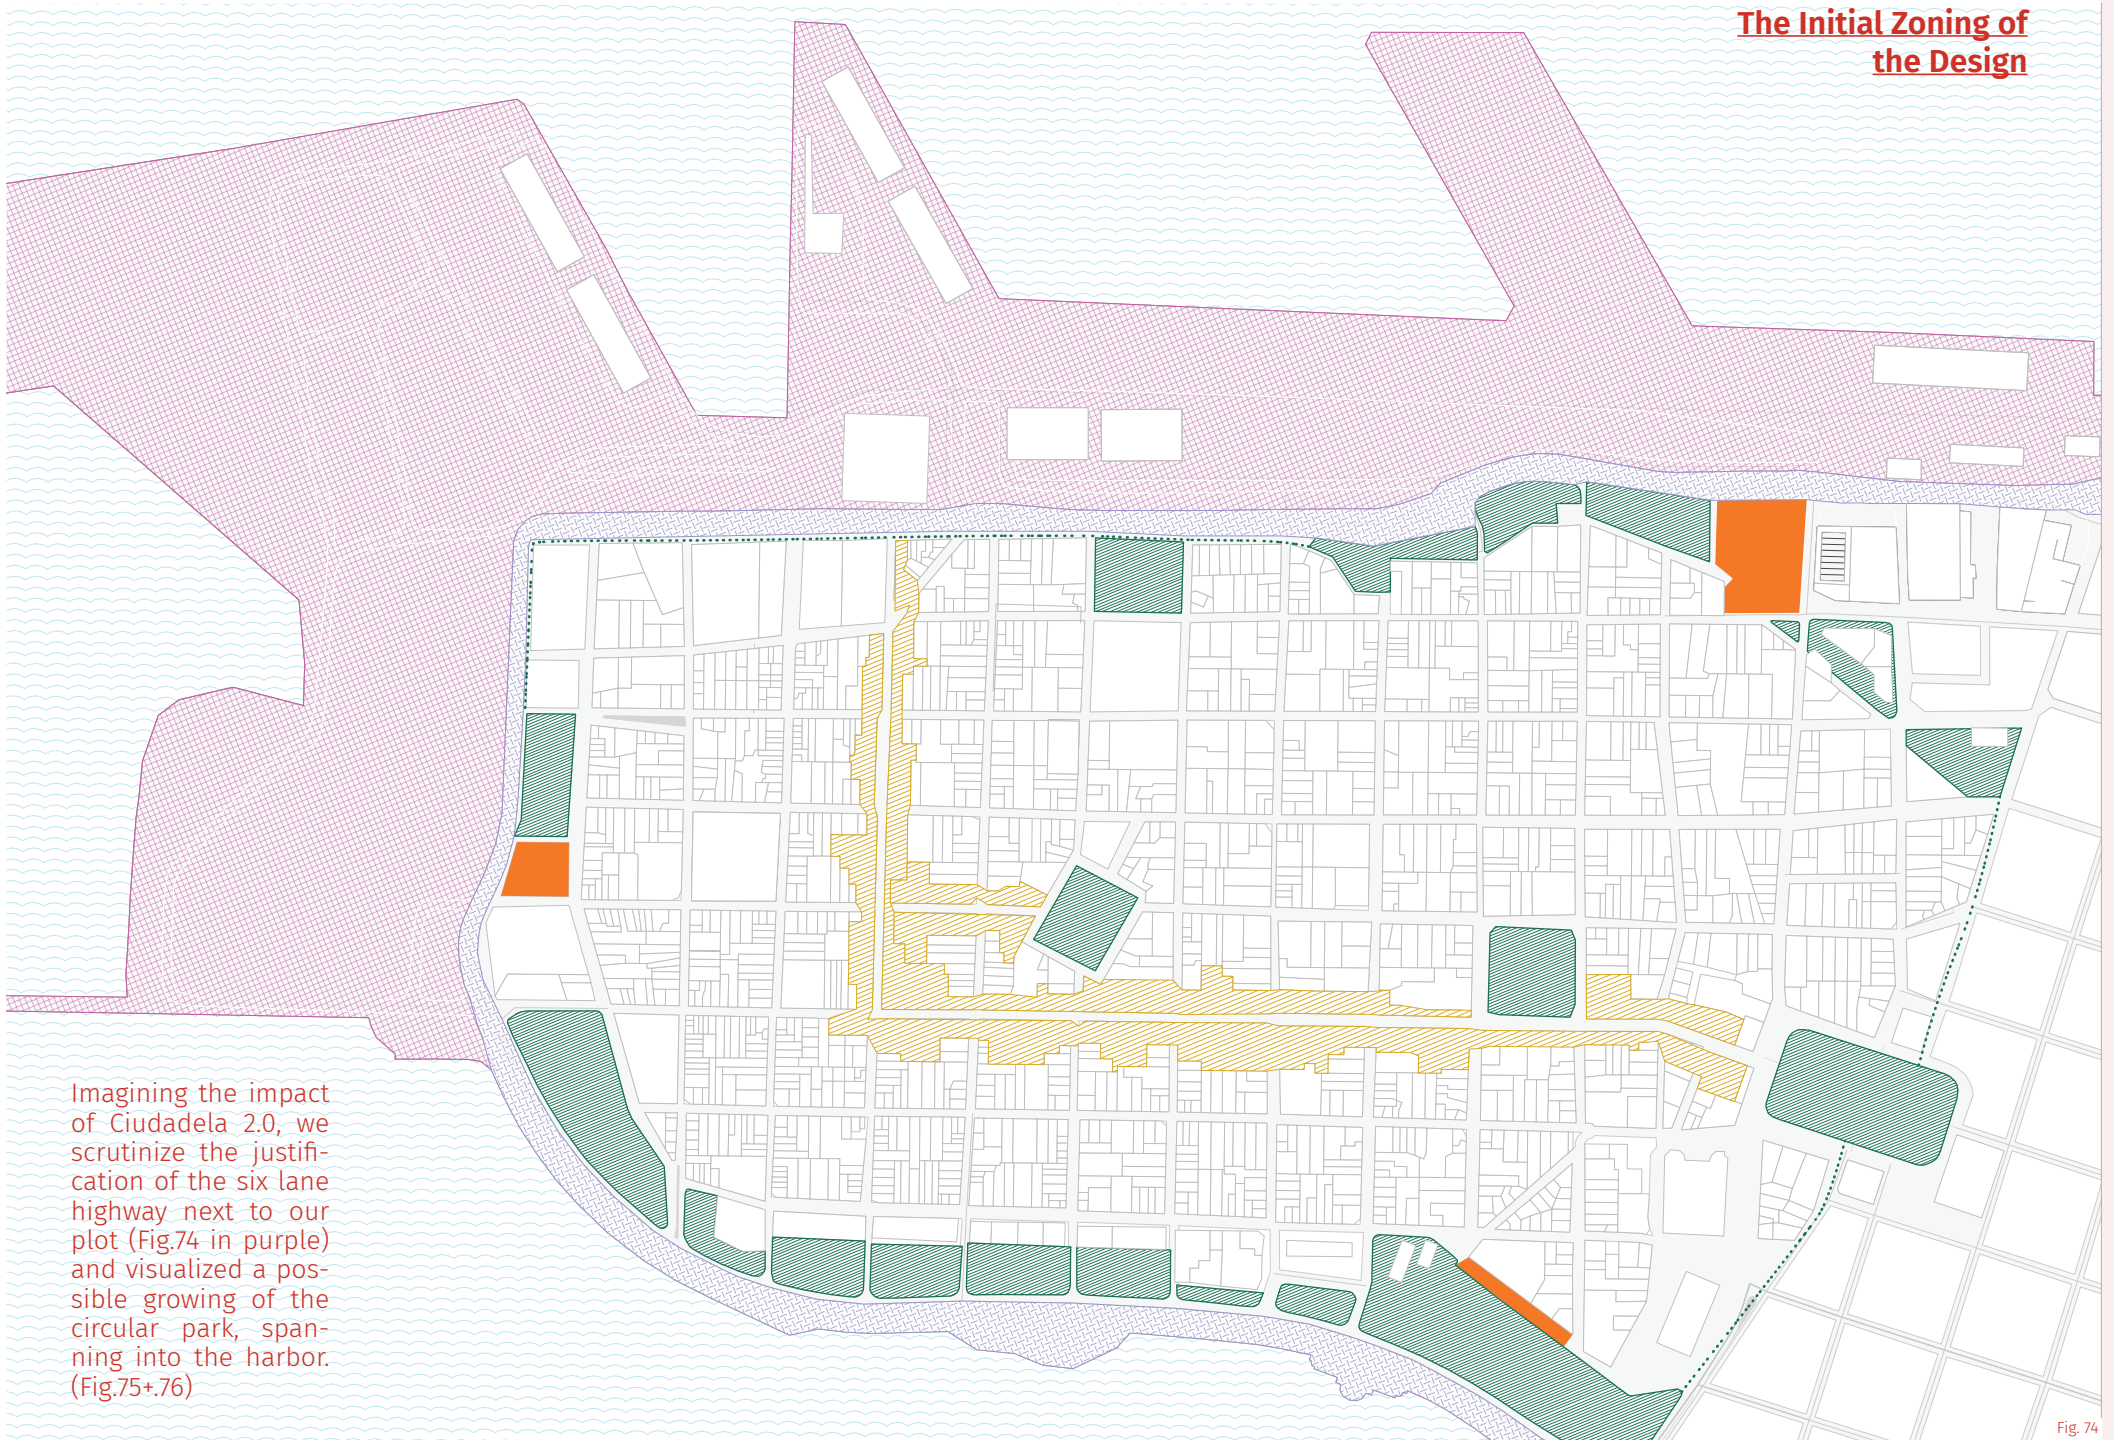 The Initial Zoning of
the Design
Imagining the impact
of Ciudadela 2.0, we
scrutinize the justifi-
cation of the six lane
highway next to our
plot (Fig.74 in purple)
and visualized a pos-
sible growing of the
circular park, span-
ning into the harbor.
(Fig.75+.76)
Fig. 74